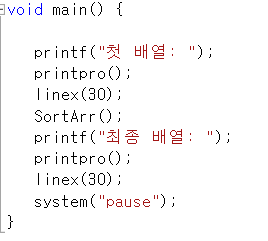 void main() {
printf("첫 배열: ");
printpro();
linex(30);
SortArr();
printf("최종 배열: ");
printpro();
linex(30);
system("pause");
}